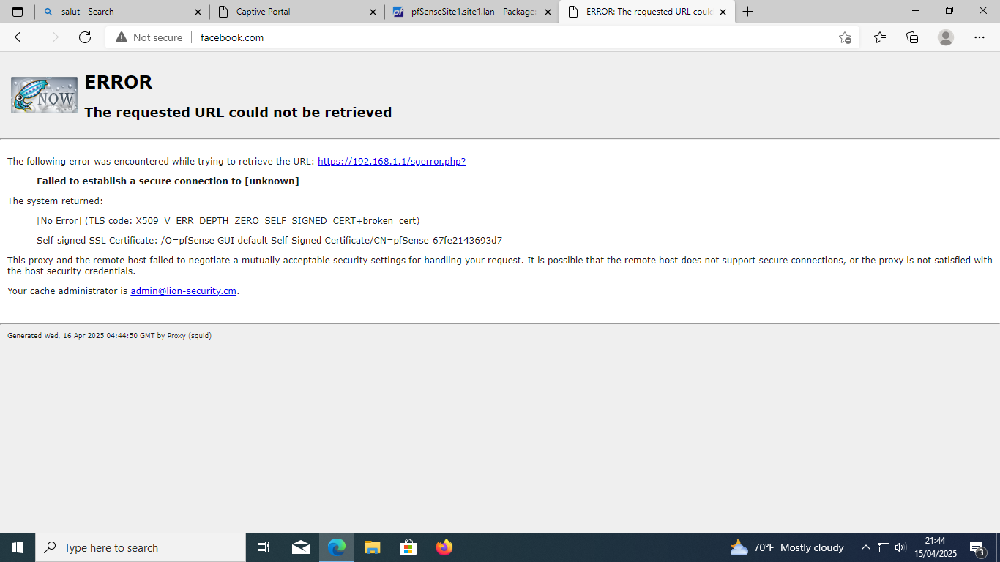 salut - Search
Captive Portal
pfSenseSite1.site1.lan - Package
ERROR: The requested URL coul
Not secure
facebook.com
NOW
ERROR
The requested URL could not be retrieved
The following error was encountered while trying to retrieve the URL: https://192.168.1.1/sgerror.php?
Failed to establish a secure connection to [unknown]
The system returned:
[No Error] (TLS code: X509_V_ERR_DEPTH_ZERO_SELF_SIGNED_CERT+broken_cert)
Self-signed SSL Certificate: /O=pfSense GUI default Self-Signed Certificate/CN=pfSense-67fe2143693d7
This proxy and the remote host failed to negotiate a mutually acceptable security settings for handling your request. It is possible that the remote host does not support secure connections, or the proxy is not satisfied with
the host security credentials.
Your cache administrator is admin@lion-security.cm.
Generated Wed, 16 Apr 2025 04:44:50 GMT by Proxy (squid)
Type here to search
70°F Mostly cloudy
21:44
15/04/2025
3